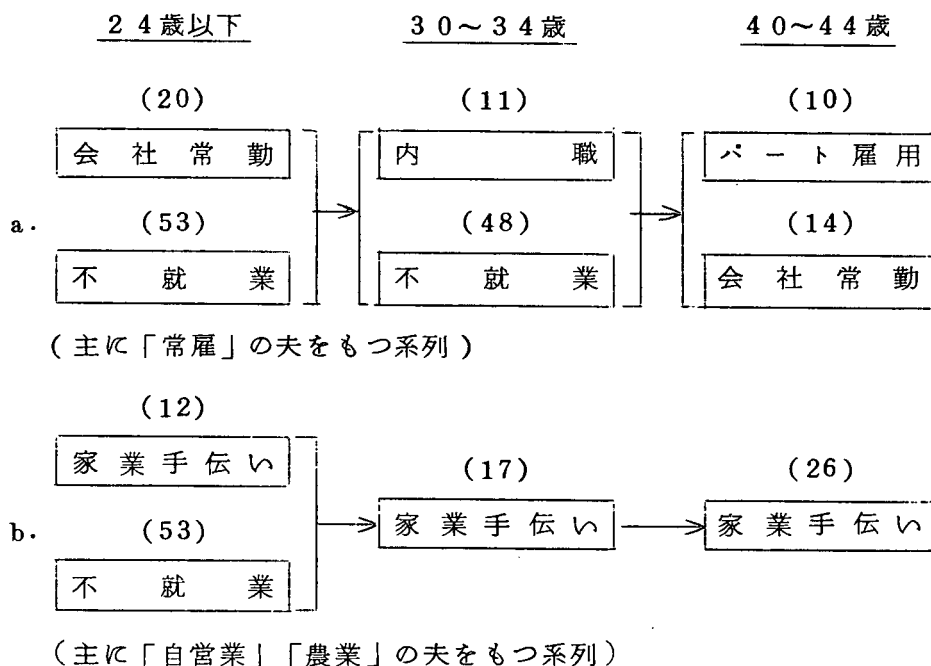 24歳以下 30～34歳 40～44歳
(20) (11) (10)
会社常勤 内職 パート雇用
a. (53) (48) (14)
不就業 不就業 会社常勤
(主に「常雇」の夫をもつ系列)
(12)
家業手伝い (17) (26)
b. (53) 家業手伝い 家業手伝い
不就業
(主に「自営業」「農業」の夫をもつ系列)